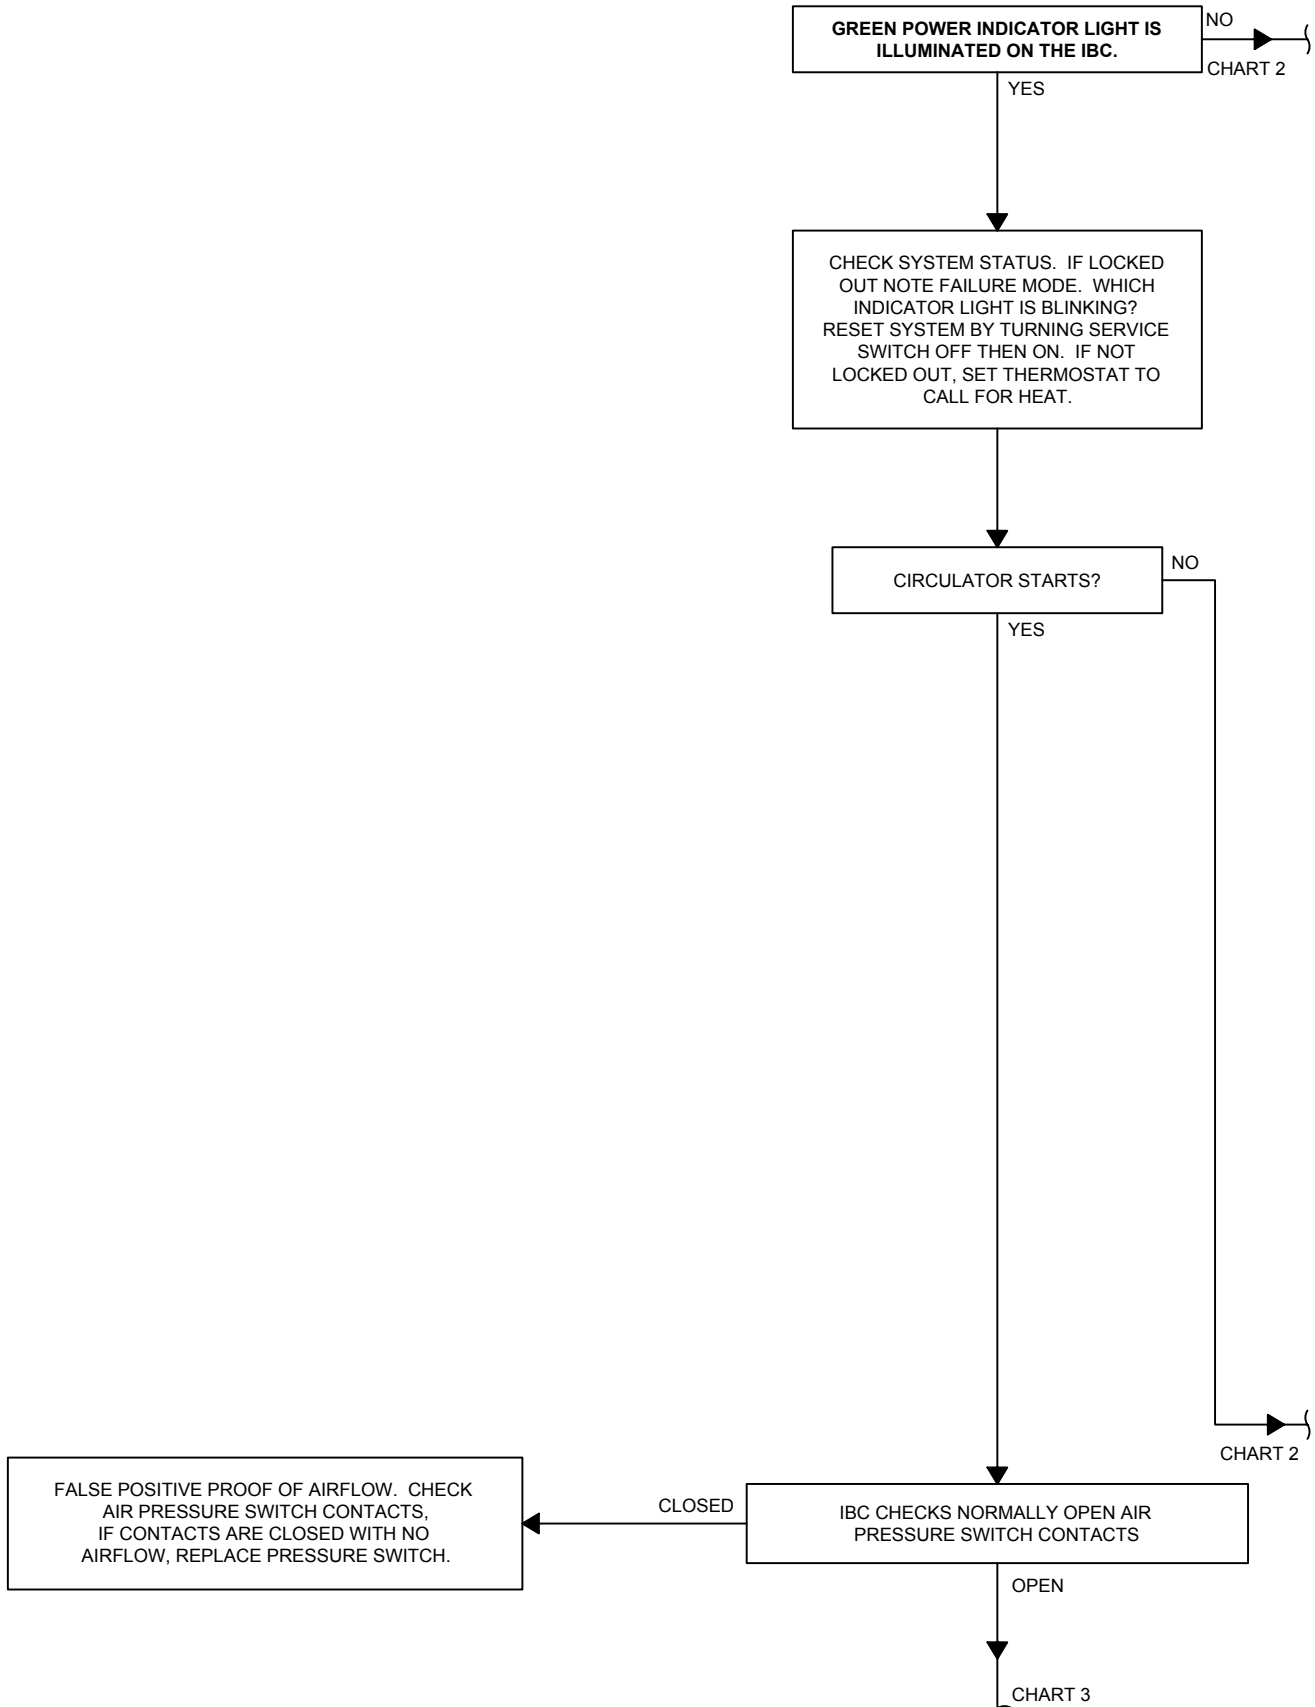 GREEN POWER INDICATOR LIGHT IS
ILLUMINATED ON THE IBC.
NO
CHART 2
YES
CHECK SYSTEM STATUS. IF LOCKED
OUT NOTE FAILURE MODE. WHICH
INDICATOR LIGHT IS BLINKING?
RESET SYSTEM BY TURNING SERVICE
SWITCH OFF THEN ON. IF NOT
LOCKED OUT, SET THERMOSTAT TO
CALL FOR HEAT.
CIRCULATOR STARTS?
NO
YES
CHART 2
FALSE POSITIVE PROOF OF AIRFLOW. CHECK
AIR PRESSURE SWITCH CONTACTS,
IF CONTACTS ARE CLOSED WITH NO
AIRFLOW, REPLACE PRESSURE SWITCH.
CLOSED
IBC CHECKS NORMALLY OPEN AIR
PRESSURE SWITCH CONTACTS
OPEN
CHART 3